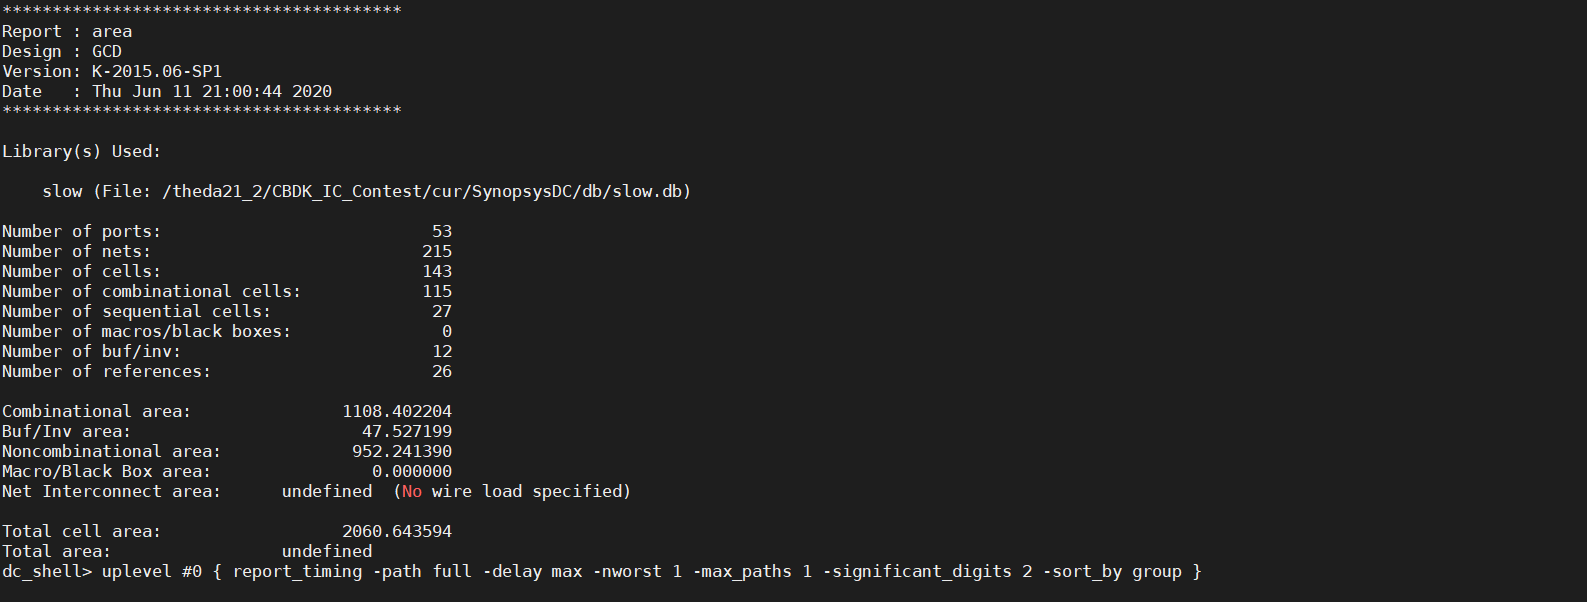 ****************************************
Report : area
Design : GCD
Version: K-2015.06-SP1
Date   : Thu Jun 11 21:00:44 2020
****************************************
Library(s) Used:
    slow (File: /theda21_2/CBDK_IC_Contest/cur/SynopsysDC/db/slow.db)
Number of ports:                           53
Number of nets:                           215
Number of cells:                          143
Number of combinational cells:            115
Number of sequential cells:                27
Number of macros/black boxes:               0
Number of buf/inv:                         12
Number of references:                      26
Combinational area:               1108.402204
Buf/Inv area:                       47.527199
Noncombinational area:             952.241390
Macro/Black Box area:                0.000000
Net Interconnect area:      undefined  (No wire load specified)
Total cell area:                  2060.643594
Total area:                 undefined
dc_shell> uplevel #0 { report_timing -path full -delay max -nworst 1 -max_paths 1 -significant_digits 2 -sort_by group }